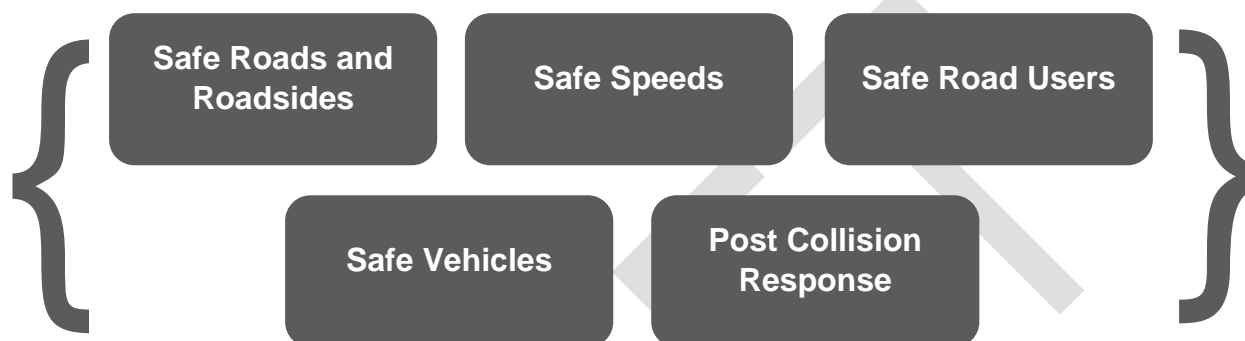 Safe Roads and
Roadsides
Safe Speeds
Safe Road Users
Safe Vehicles
Post Collision
Response